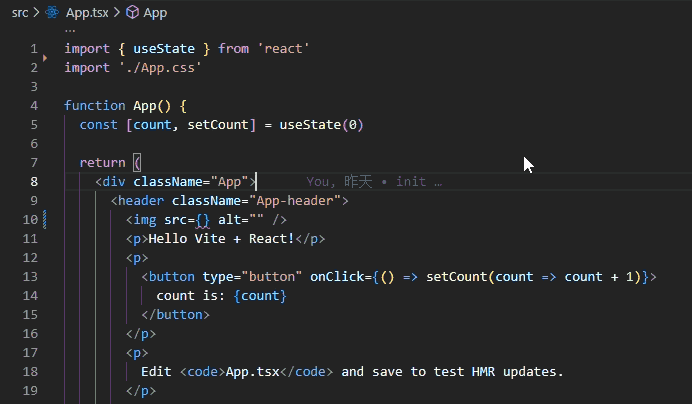 src > App.tsx > App
...
1 import { useState } from 'react'
2 import './App.css'
3
4 function App() {
5 const [count, setCount] = useState(0)
6
7 return (
8 <div className="App"> You, 昨天 • init …
9 <header className="App-header">
10 <img src={} alt="" />
11 <p>Hello Vite + React!</p>
12 <p>
13 <button type="button" onClick={() => setCount(count => count + 1)}>
14 count is: {count}
15 </button>
16 </p>
17 <p>
18 Edit <code>App.tsx</code> and save to test HMR updates.
19 </p>